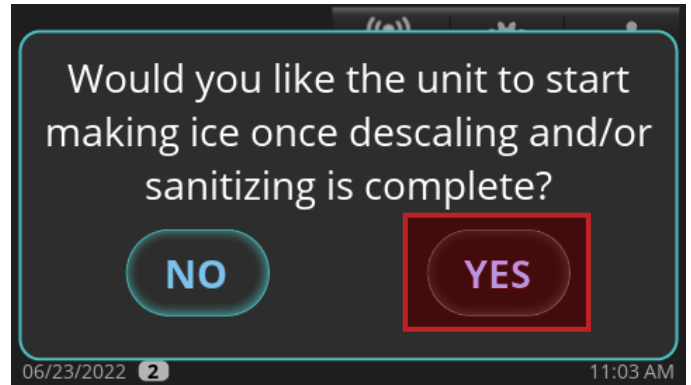 Would you like the unit to start
making ice once descaling and/or
sanitizing is complete?
NO YES
06/23/2022 2 11:03 AM